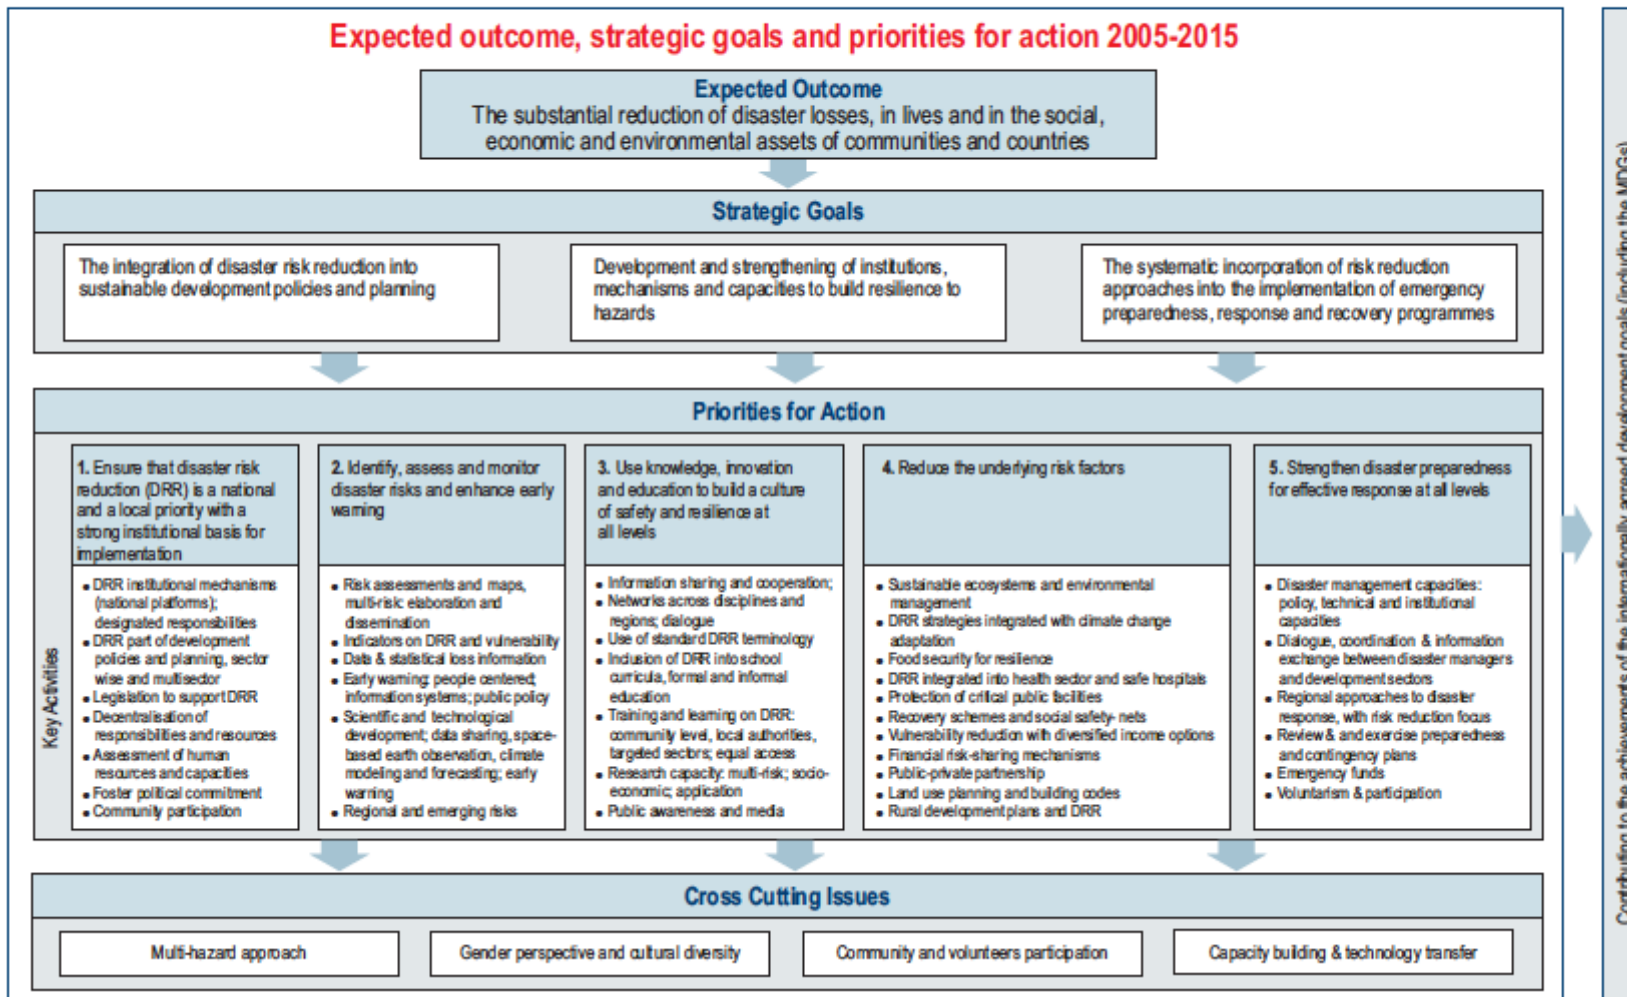 Expected outcome, strategic goals and priorities for action 2005-2015
Expected Outcome
The substantial reduction of disaster losses, in lives and in the social,
economic and environmental assets of communities and countries
Strategic Goals
The integration of disaster risk reduction into
sustainable development policies and planning
Development and strengthening of institutions,
mechanisms and capacities to build resilience to
hazards
The systematic incorporation of risk reduction
approaches into the implementation of emergency
preparedness, response and recovery programmes
Priorities for Action
Key Activities
1. Ensure that disaster risk
reduction (DRR) is a national
and a local priority with a
strong institutional basis for
implementation
• DRR institutional mechanisms
(national platforms);
designated responsibilities
• DRR part of development
policies and planning, sector
wise and multisector
• Legislation to support DRR
• Decentralisation of
responsibilities and resources
• Assessment of human
resources and capacities
• Foster political commitment
• Community participation
2. Identify, assess and monitor
disaster risks and enhance early
warning
• Risk assessments and maps,
multi-risk: elaboration and
dissemination
• Indicators on DRR and vulnerability
• Data & statistical loss information
• Early warning: people centered;
information systems; public policy
• Scientific and technological
development; data sharing, space-
based earth observation, climate
modeling and forecasting; early
warning
• Regional and emerging risks
3. Use knowledge, innovation
and education to build a culture
of safety and resilience at
all levels
• Information sharing and cooperation;
• Networks across disciplines and
regions; dialogue
• Use of standard DRR terminology
• Inclusion of DRR into school
curricula, formal and informal
education
• Training and learning on DRR:
community level, local authorities,
targeted sectors; equal access
• Research capacity: multi-risk; socio-
economic; application
• Public awareness and media
4. Reduce the underlying risk factors
• Sustainable ecosystems and environmental
management
• DRR strategies integrated with climate change
adaptation
• Food security for resilience
• DRR integrated into health sector and safe hospitals
• Protection of critical public facilities
• Recovery schemes and social safety- nets
• Vulnerability reduction with diversified income options
• Financial risk-sharing mechanisms
• Public-private partnership
• Land use planning and building codes
• Rural development plans and DRR
5. Strengthen disaster preparedness
for effective response at all levels
• Disaster management capacities:
policy, technical and institutional
capacities
• Dialogue, coordination & information
exchange between disaster managers
and development sectors
• Regional approaches to disaster
response, with risk reduction focus
• Review & and exercise preparedness
and contingency plans
• Emergency funds
• Voluntarism & participation
Cross Cutting Issues
Multi-hazard approach
Gender perspective and cultural diversity
Community and volunteers participation
Capacity building & technology transfer
Contributing to the achievements of the internationally agreed development goals (including the MDGs)